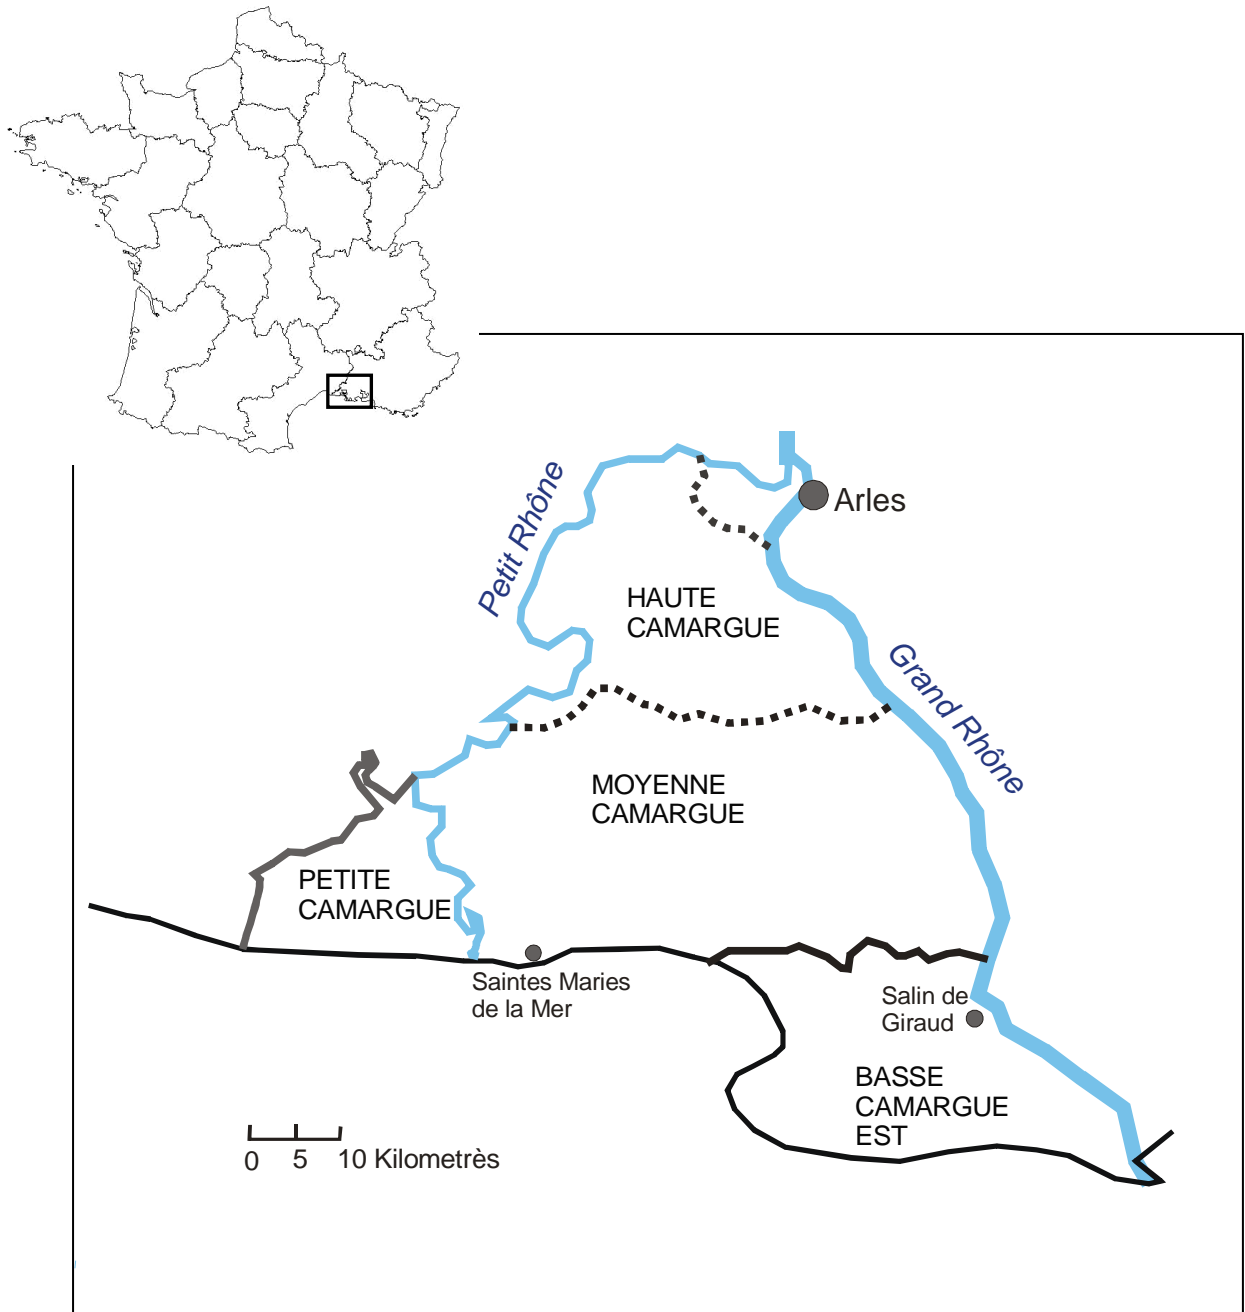 Petit Rhône
Arles
HAUTE
CAMARGUE
Grand Rhône
MOYENNE
CAMARGUE
PETITE
CAMARGUE
Saintes Maries
de la Mer
Salin de
Giraud
BASSE
CAMARGUE
EST
0 5 10 Kilometrès